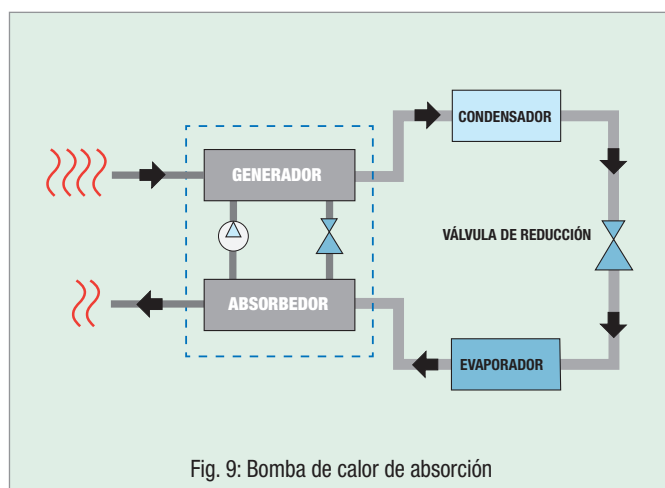 CONDENSADOR
GENERADOR
VÁLVULA DE REDUCCIÓN
ABSORBEDOR
EVAPORADOR
Fig. 9: Bomba de calor de absorción